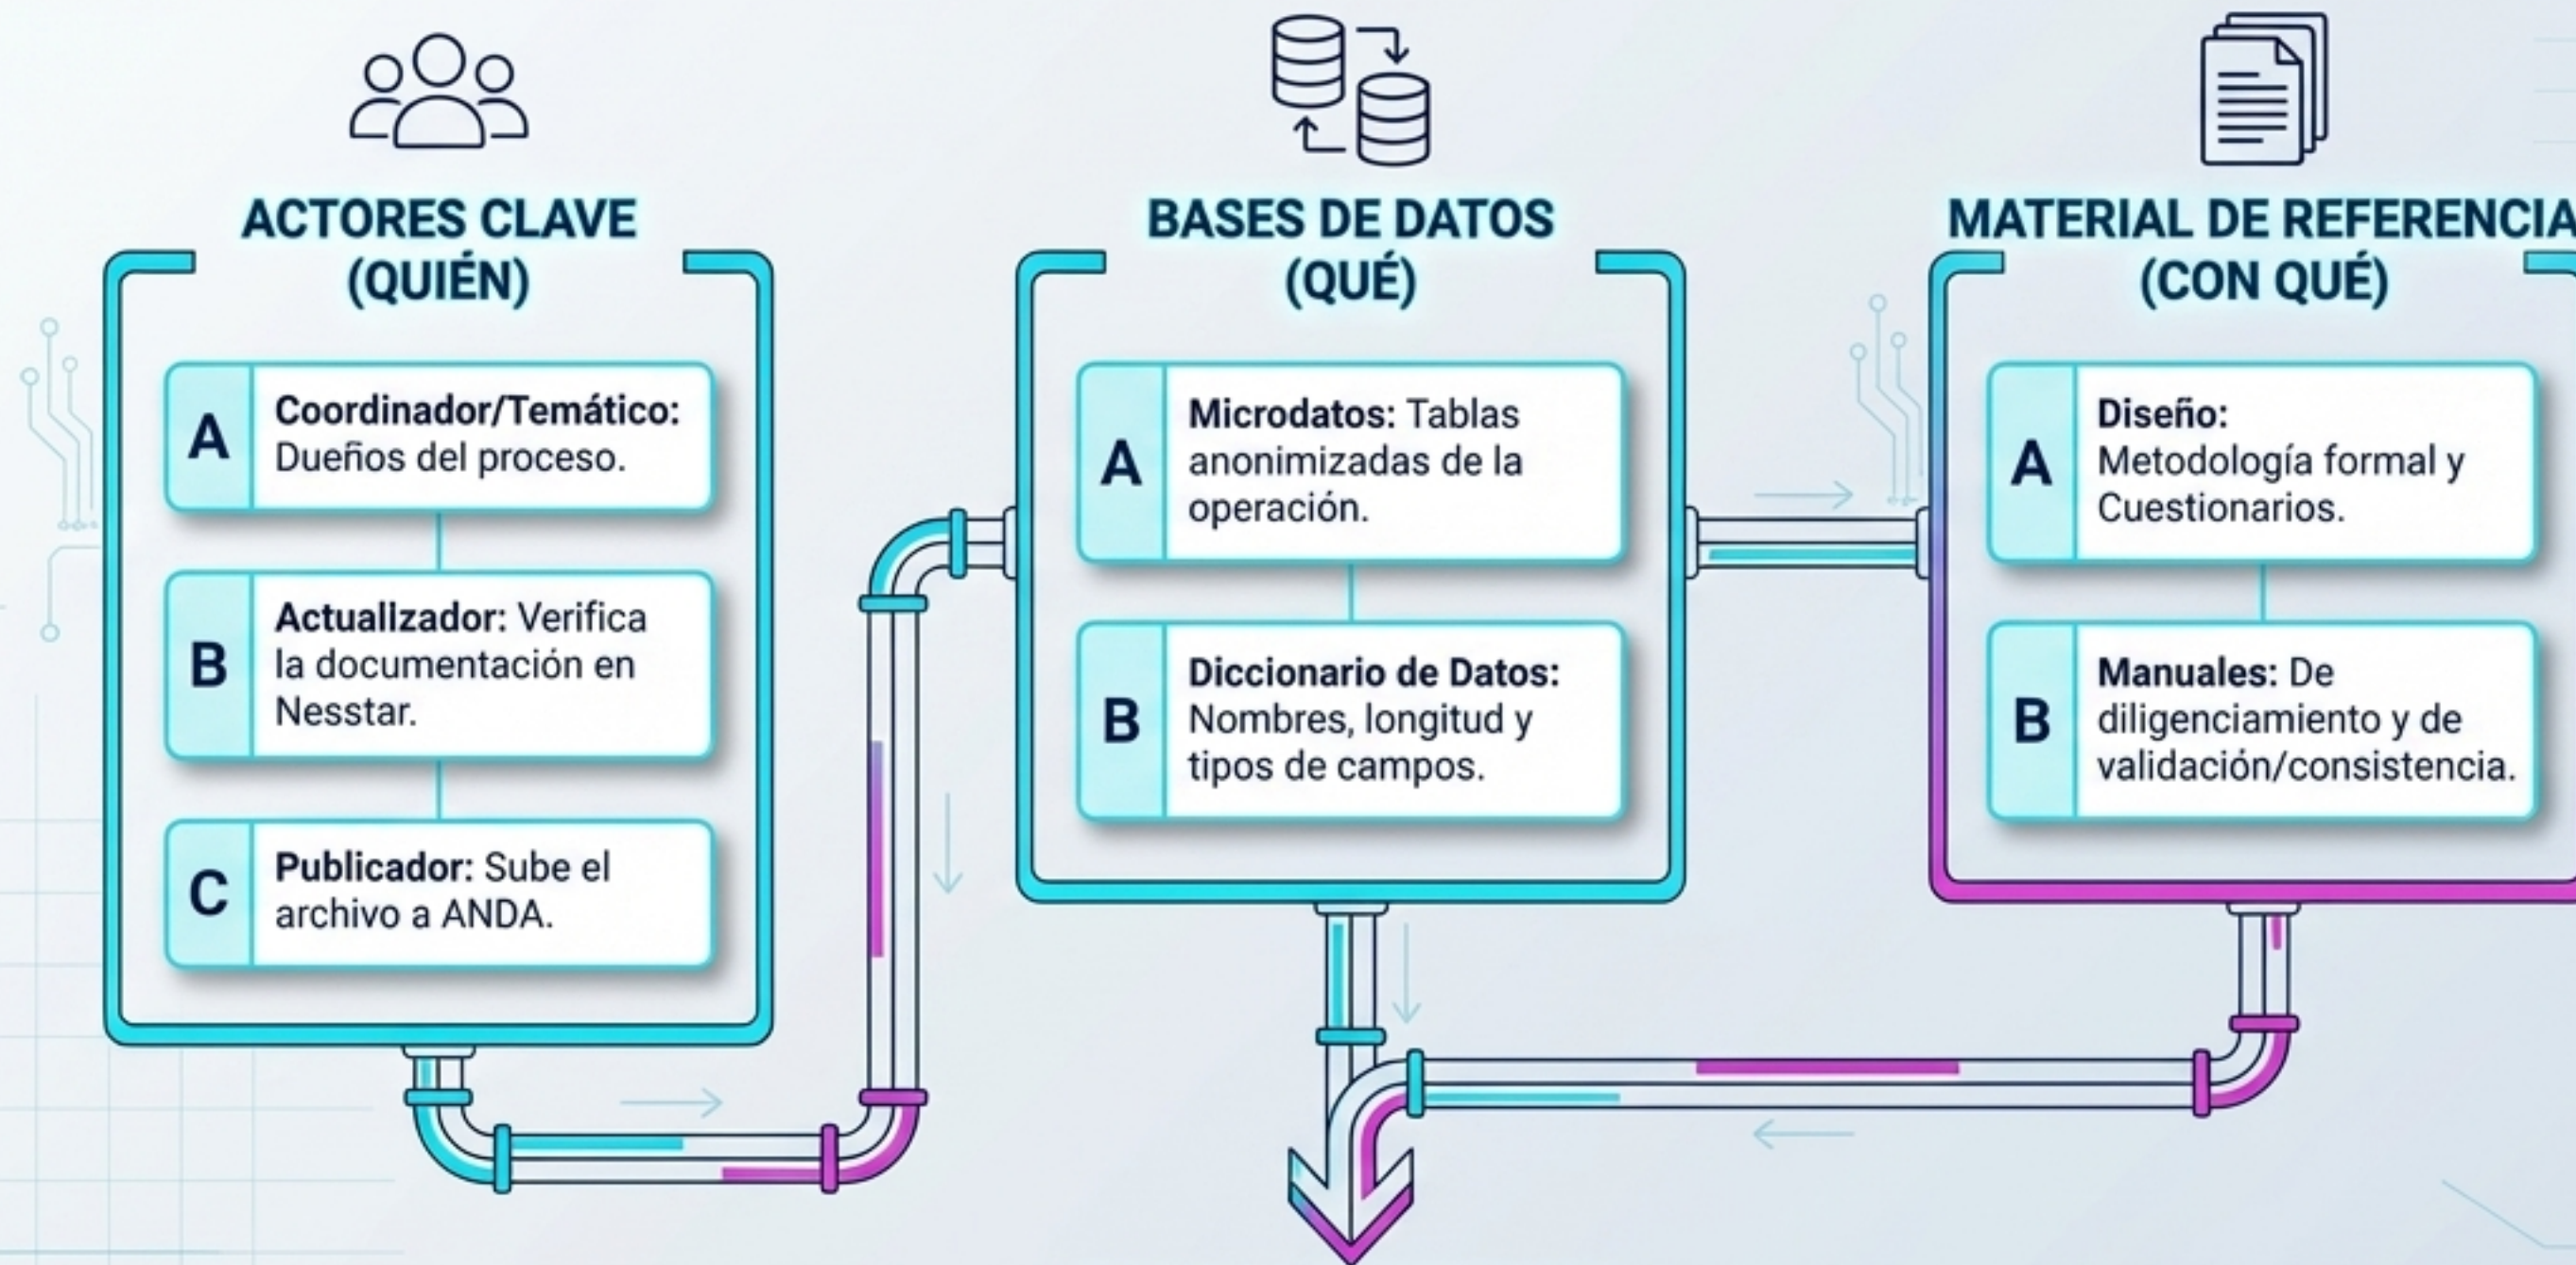 ACTORES CLAVE
(QUIÉN)
A
Coordinador/Temático:
Dueños del proceso.
B
Actualizador: Verifica
la documentación en
Nesstar.
C
Publicador: Sube el
archivo a ANDA.
BASES DE DATOS
(QUÉ)
A
Microdatos: Tablas
anonimizadas de la
operación.
B
Diccionario de Datos:
Nombres, longitud y
tipos de campos.
MATERIAL DE REFERENCIA
(CON QUÉ)
A
Diseño:
Metodología formal y
Cuestionarios.
B
Manuales: De
diligenciamiento y de
validación/consistencia.